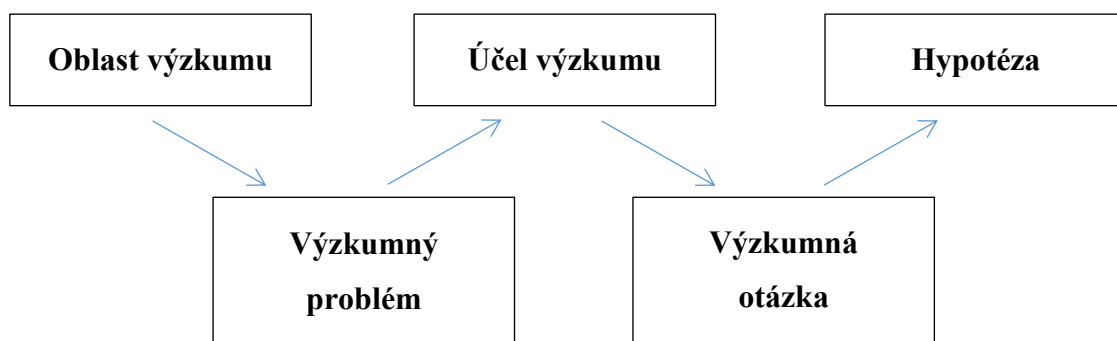 Oblast výzkumu
Účel výzkumu
Hypotéza
Výzkumný
problém
Výzkumná
otázka